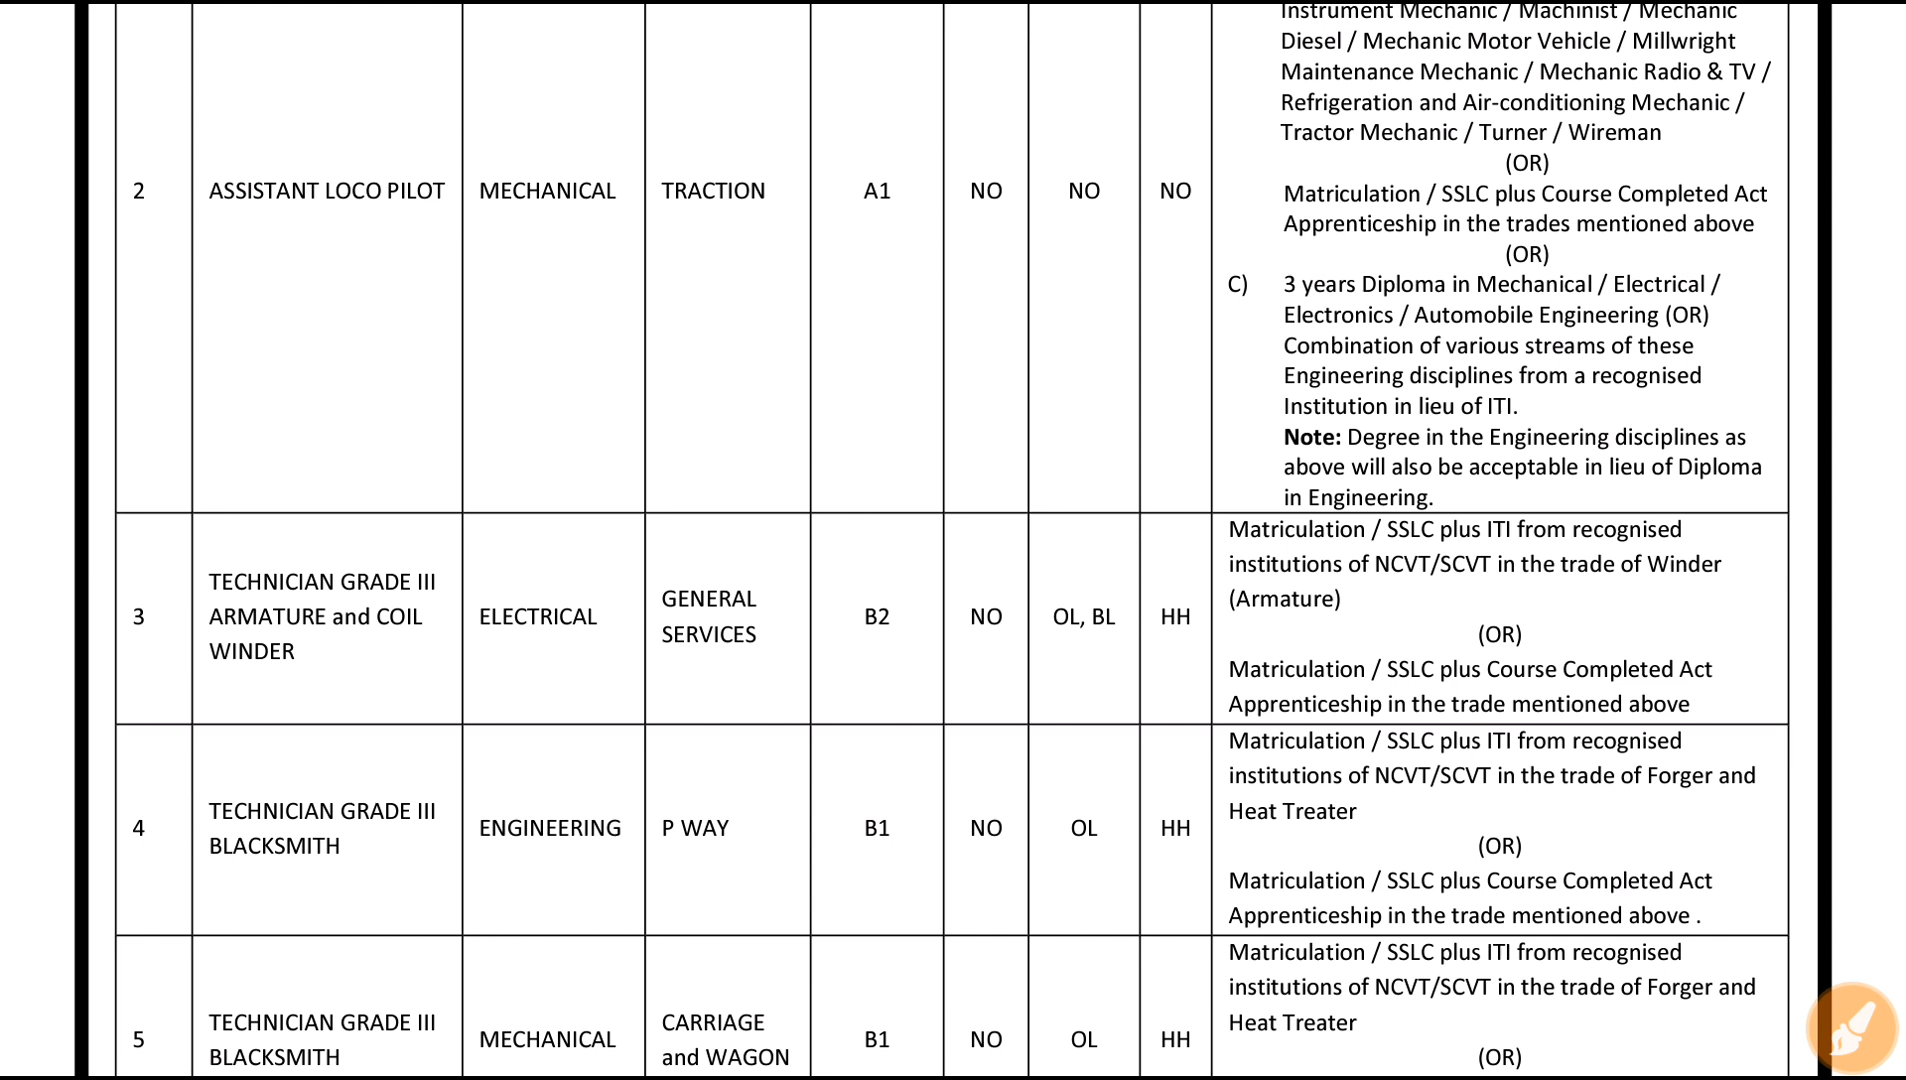 Instrument Mechanic / Machinist / Mechanic
Diesel / Mechanic Motor Vehicle / Millwright
Maintenance Mechanic / Mechanic Radio & TV /
Refrigeration and Air-conditioning Mechanic /
Tractor Mechanic / Turner / Wireman
(OR)
2 ASSISTANT LOCO PILOT MECHANICAL TRACTION A1 NO NO NO
Matriculation / SSLC plus Course Completed Act
Apprenticeship in the trades mentioned above
(OR)
C) 3 years Diploma in Mechanical / Electrical /
Electronics / Automobile Engineering (OR)
Combination of various streams of these
Engineering disciplines from a recognised
Institution in lieu of ITI.
Note: Degree in the Engineering disciplines as
above will also be acceptable in lieu of Diploma
in Engineering.
3
TECHNICIAN GRADE III
ARMATURE and COIL
WINDER
ELECTRICAL
GENERAL
SERVICES
B2 NO OL, BL HH
Matriculation / SSLC plus ITI from recognised
institutions of NCVT/SCVT in the trade of Winder
(Armature)
(OR)
Matriculation / SSLC plus Course Completed Act
Apprenticeship in the trade mentioned above
4
TECHNICIAN GRADE III
BLACKSMITH
ENGINEERING P WAY B1 NO OL HH
Matriculation / SSLC plus ITI from recognised
institutions of NCVT/SCVT in the trade of Forger and
Heat Treater
(OR)
Matriculation / SSLC plus Course Completed Act
Apprenticeship in the trade mentioned above .
5
TECHNICIAN GRADE III
BLACKSMITH
MECHANICAL
CARRIAGE
and WAGON
B1 NO OL HH
Matriculation / SSLC plus ITI from recognised
institutions of NCVT/SCVT in the trade of Forger and
Heat Treater
(OR)